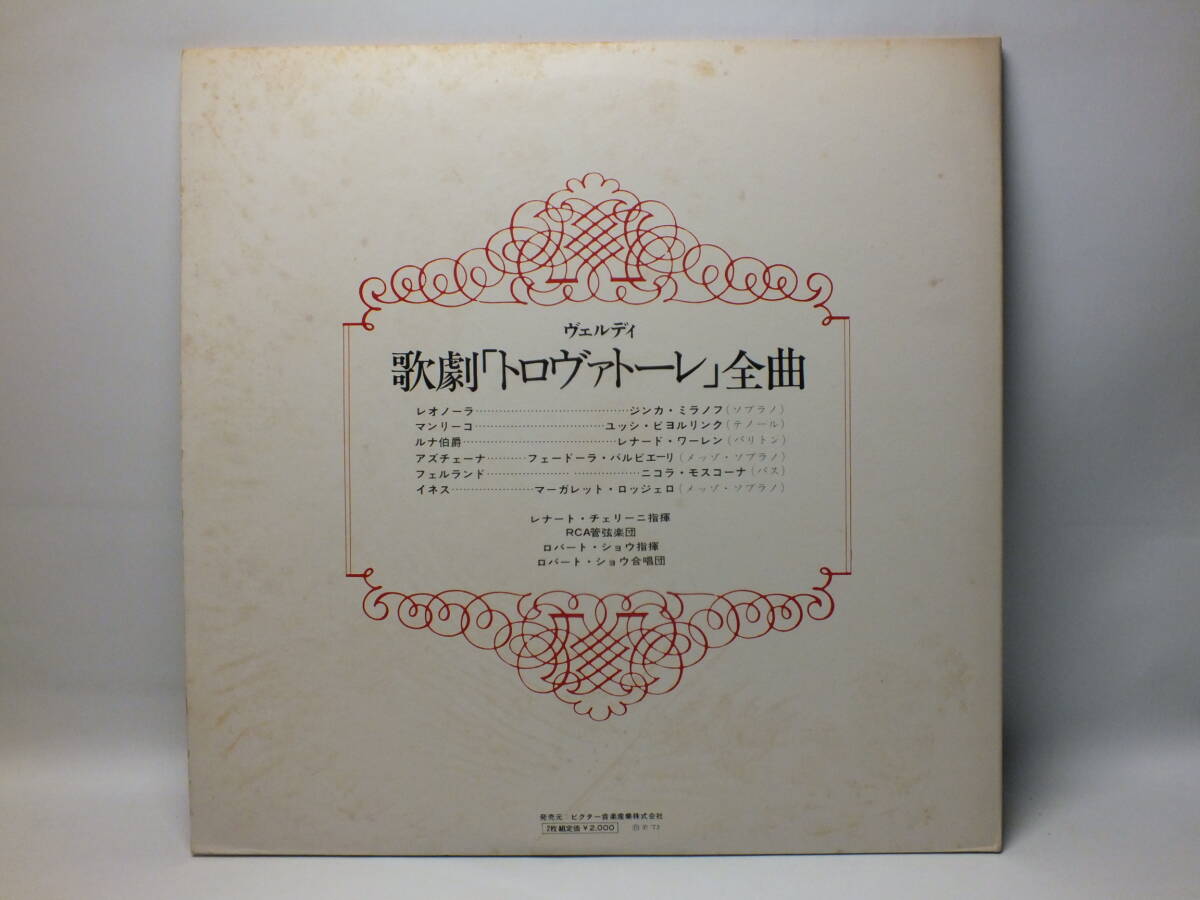 ヴェルディ
歌劇「トロヴァトーレ」全曲
レオノーラ‥‥‥‥‥‥‥‥‥‥‥‥ジンカ・ミラノフ(ソプラノ)
マンリーコ‥‥‥‥‥‥‥‥‥‥ユッシ・ビヨルリンク(テノール)
ルナ伯爵‥‥‥‥‥‥‥‥‥‥‥‥レナード・ワーレン(バリトン)
アズチェーナ‥‥‥フェードーラ・バルビエーリ(メッゾ・ソプラノ)
フェルランド‥‥‥‥‥‥‥‥‥‥‥‥ニコラ・モスコーナ(バス)
イネス‥‥‥‥‥‥マーガレット・ロッジェロ(メッゾ・ソプラノ)
レナート・チェリーニ指揮
RCA管弦楽団
ロバート・ショウ指揮
ロバート・ショウ合唱団
発売元:ビクター音楽産業株式会社
2枚組定価￥2,000